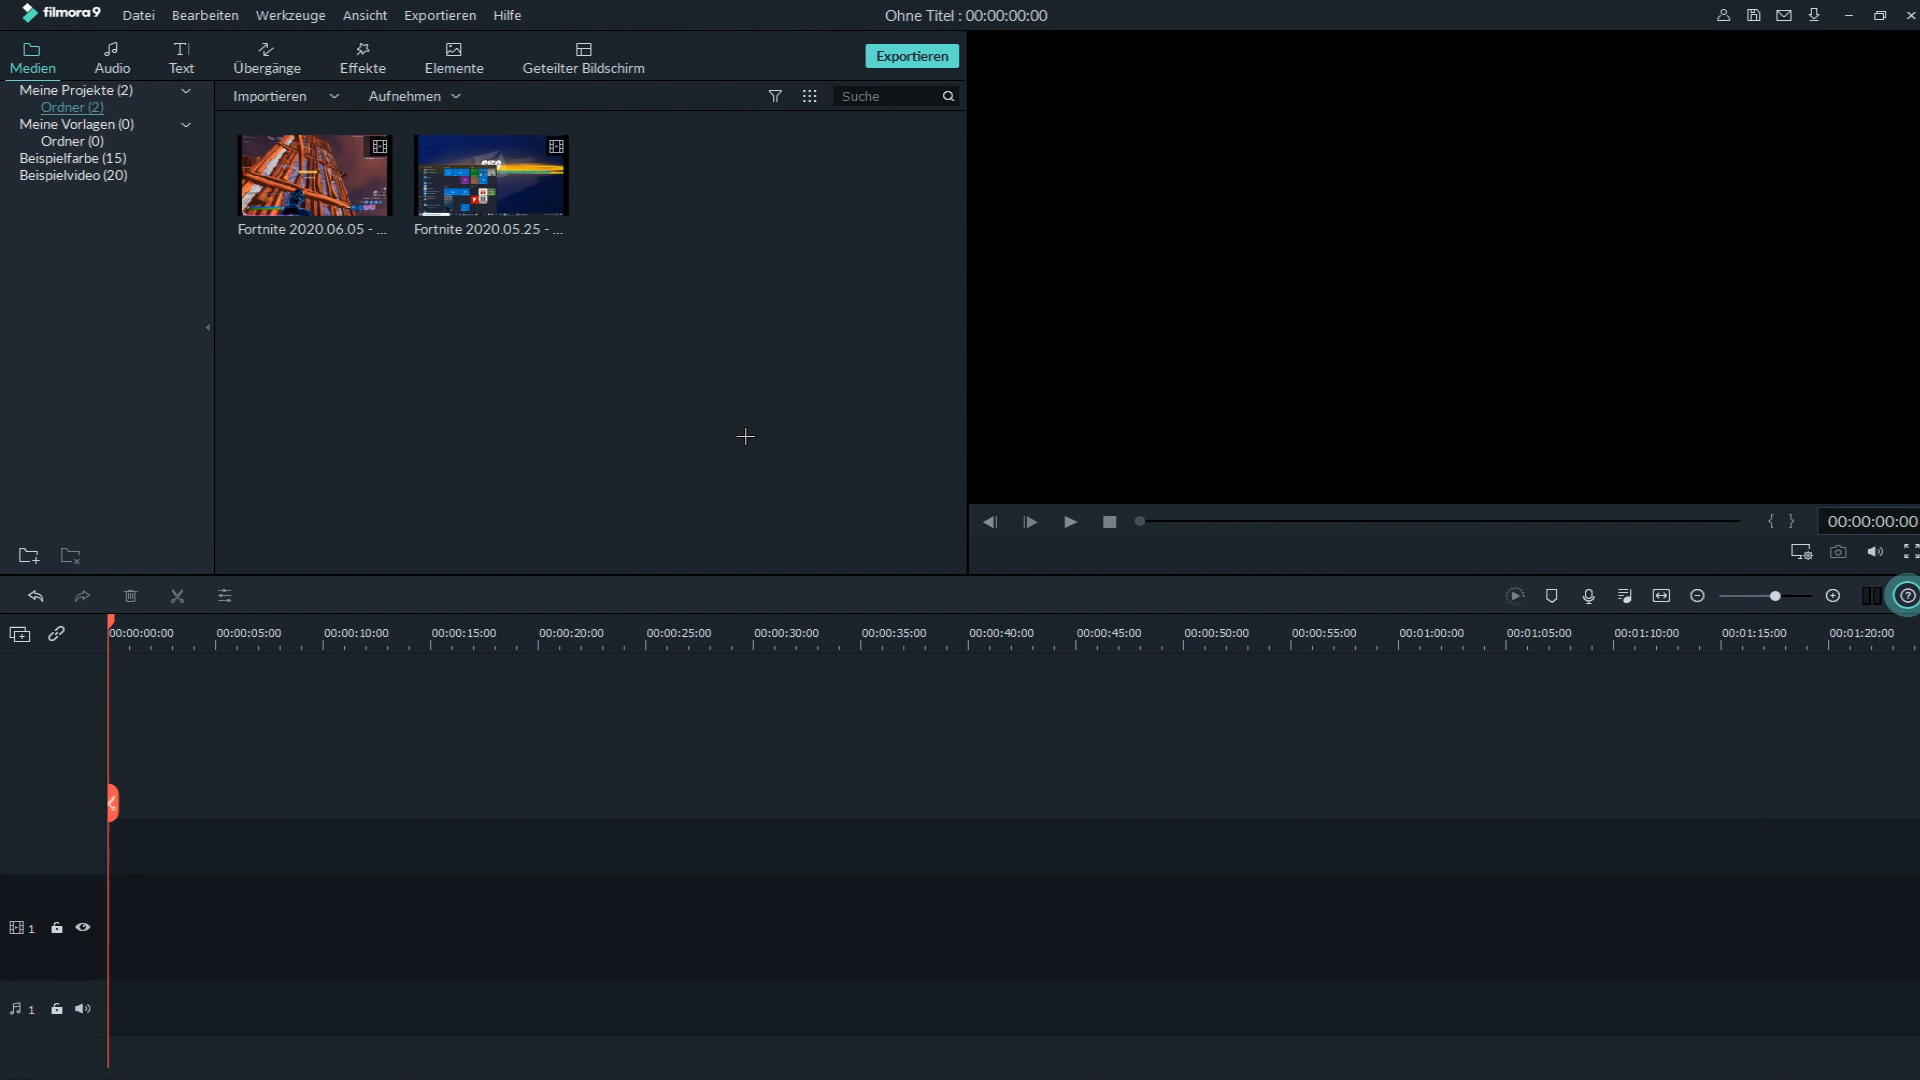 filmora9 Datei Bearbeiten Werkzeuge Ansicht Exportieren Hilfe Ohne Titel : 00:00:00:00
Medien Audio Text Übergänge Effekte Elemente Geteilter Bildschirm Exportieren
Meine Projekte (2)
Ordner (2)
Meine Vorlagen (0)
Ordner (0)
Beispielfarbe (15)
Beispielvideo (20)
Importieren Aufnehmen Suche
Fortnite 2020.06.05 - ... Fortnite 2020.05.25 - ...
{ } 00:00:00:00
00:00:00:00 00:00:05:00 00:00:10:00 00:00:15:00 00:00:20:00 00:00:25:00 00:00:30:00 00:00:35:00 00:00:40:00 00:00:45:00 00:00:50:00 00:00:55:00 00:01:00:00 00:01:05:00 00:01:10:00 00:01:15:00 00:01:20:00
1
1